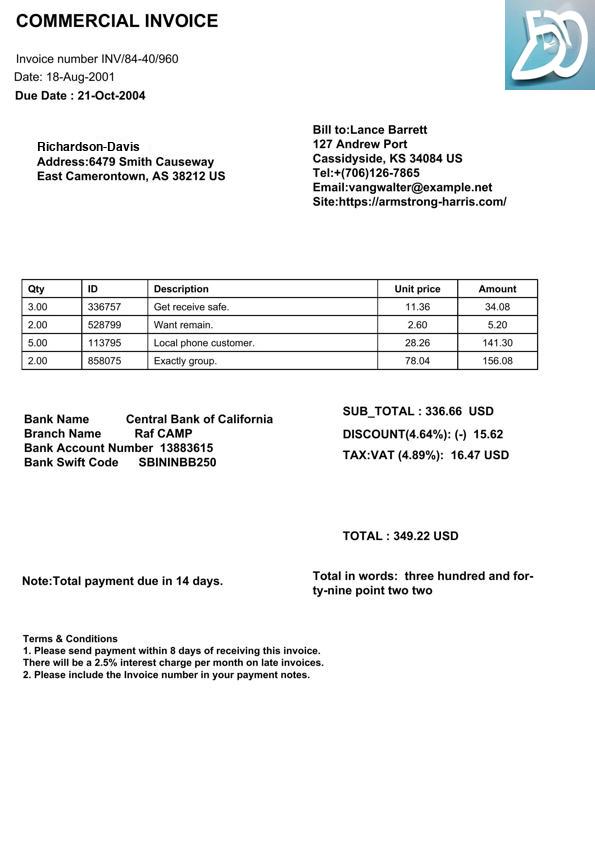 COMMERCIAL INVOICE
Invoice number INV/84-40/960
Date: 18-Aug-2001
Due Date : 21-Oct-2004
Richardson-Davis
Address:6479 Smith Causeway
East Camerontown, AS 38212 US
Bill to:Lance Barrett
127 Andrew Port
Cassidyside, KS 34084 US
Tel:+(706)126-7865
Email:vangwalter@example.net
Site:https://armstrong-harris.com/
Qty ID Description Unit price Amount
3.00 336757 Get receive safe. 11.36 34.08
2.00 528799 Want remain. 2.60 5.20
5.00 113795 Local phone customer. 28.26 141.30
2.00 858075 Exactly group. 78.04 156.08
Bank Name Central Bank of California
Branch Name Raf CAMP
Bank Account Number 13883615
Bank Swift Code SBININBB250
SUB_TOTAL : 336.66 USD
DISCOUNT(4.64%): (-) 15.62
TAX:VAT (4.89%): 16.47 USD
TOTAL : 349.22 USD
Note:Total payment due in 14 days.
Total in words: three hundred and for-
ty-nine point two two
Terms & Conditions
1. Please send payment within 8 days of receiving this invoice.
There will be a 2.5% interest charge per month on late invoices.
2. Please include the Invoice number in your payment notes.